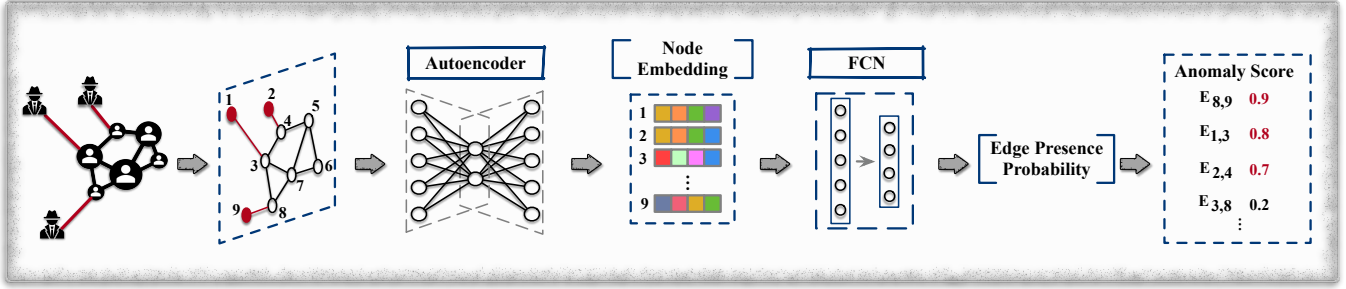 1
2
3
4
5
6
7
8
9
Autoencoder
Node
Embedding
1
2
3
⋮
9
FCN
Edge Presence
Probability
Anomaly Score
E8,9 0.9
E1,3 0.8
E2,4 0.7
E3,8 0.2
⋮